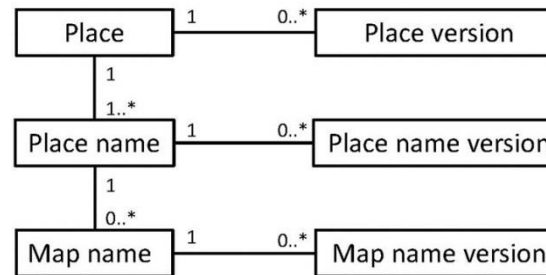 Place 1 0..* Place version
1
1..*
Place name 1 0..* Place name version
1
0..*
Map name 1 0..* Map name version